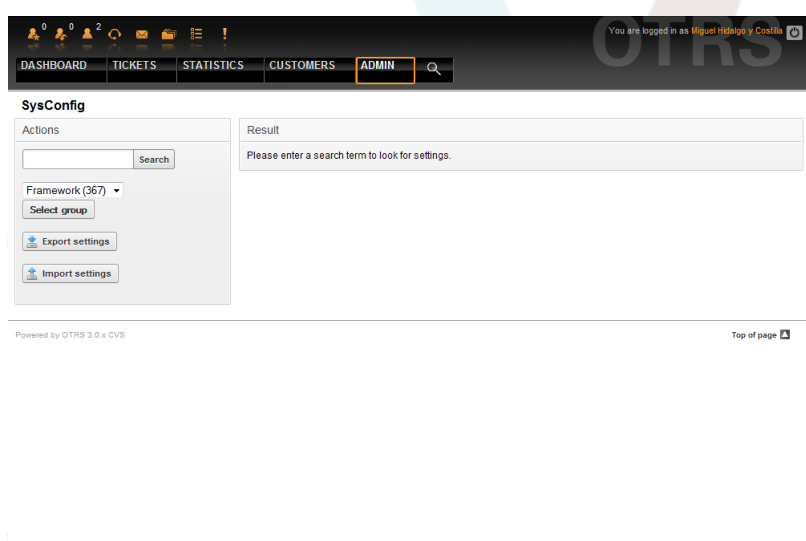 0 0 2
OTRS
You are logged in as Miguel Hidalgo y Costilla
DASHBOARD TICKETS STATISTICS CUSTOMERS ADMIN
SysConfig
Actions
Search
Framework (367)
Select group
Export settings
Import settings
Result
Please enter a search term to look for settings.
Powered by OTRS 3.0.x CVS
Top of page